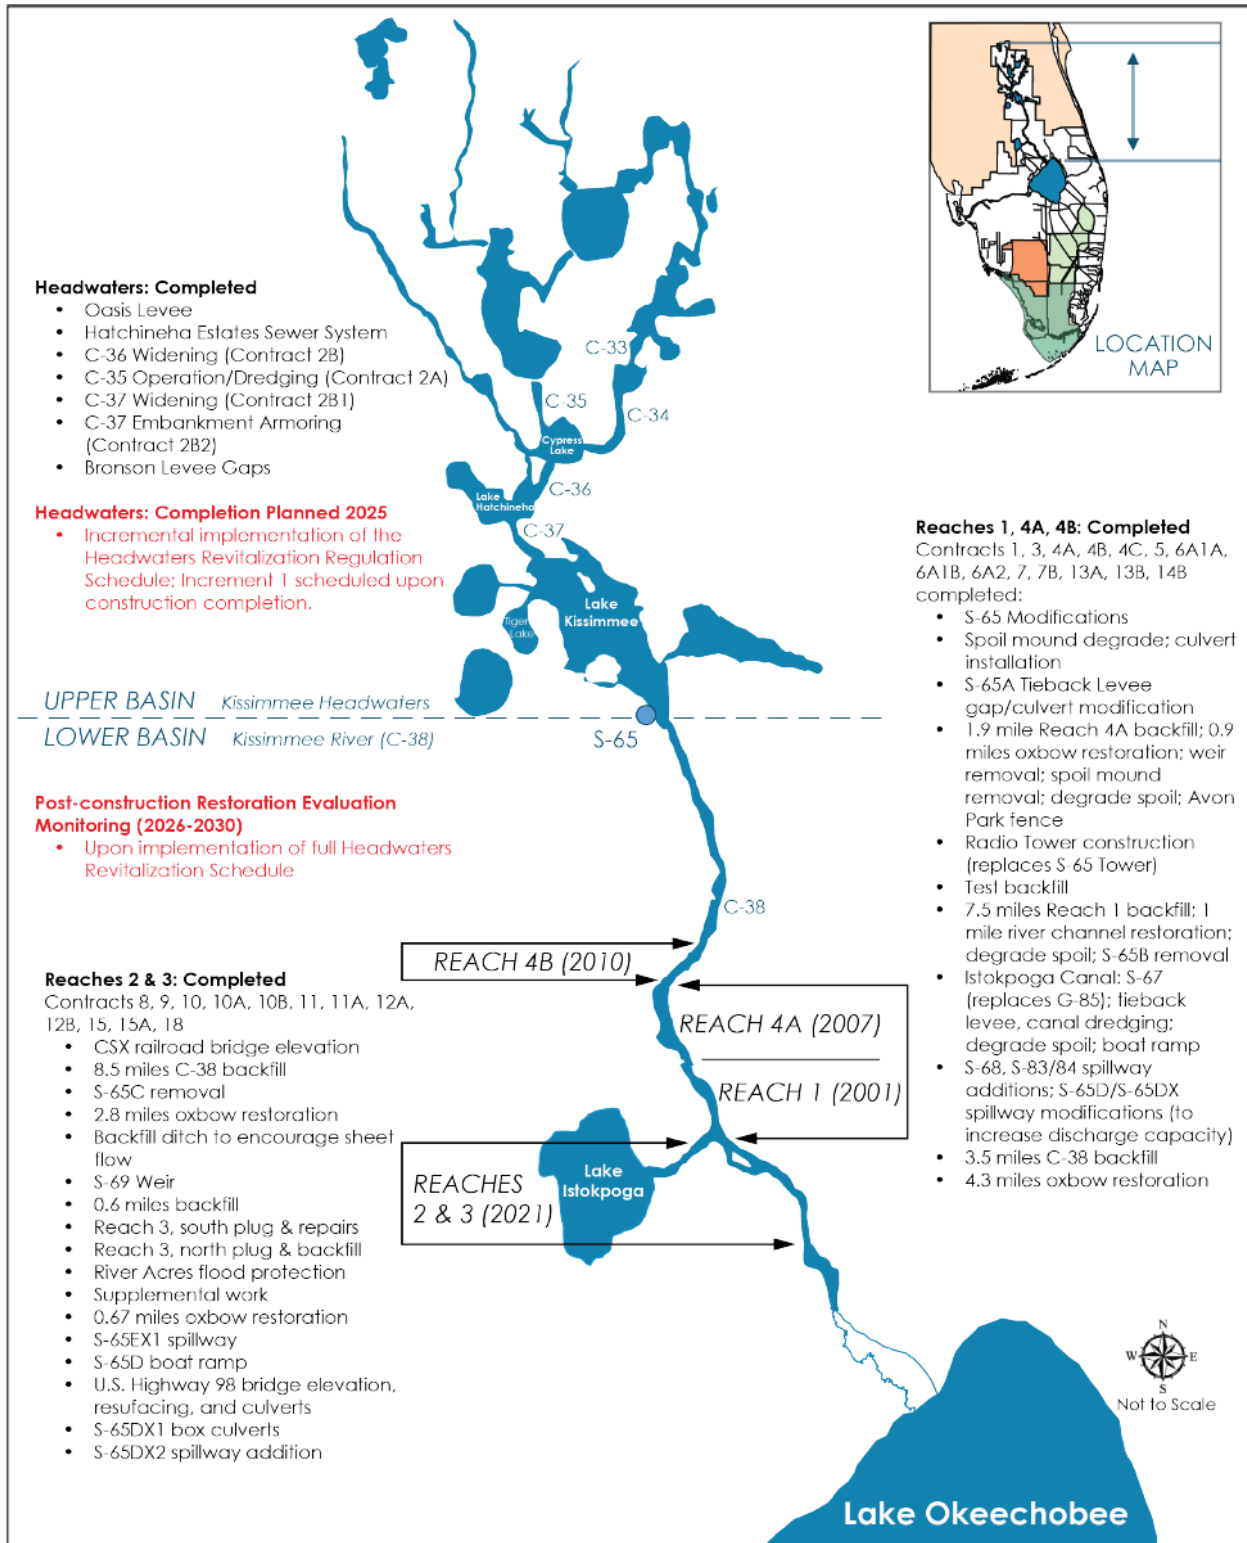 LOCATION
MAP
Headwaters: Completed
• Oasis Levee
• Hatchineha Estates Sewer System
• C-36 Widening (Contract 2B)
• C-35 Operation/Dredging (Contract 2A)
• C-37 Widening (Contract 2B1)
• C-37 Embankment Armoring
(Contract 2B2)
• Bronson Levee Gaps
Headwaters: Completion Planned 2025
• Incremental implementation of the
Headwaters Revitalization Regulation
Schedule; Increment 1 scheduled upon
construction completion.
C-33
C-35
C-34
Cypress
Lake
C-36
Lake
Hatchineha
C-37
Lake
Kissimmee
Tiger
Lake
UPPER BASIN Kissimmee Headwaters
LOWER BASIN Kissimmee River (C-38)
S-65
Post-construction Restoration Evaluation
Monitoring (2026-2030)
• Upon implementation of full Headwaters
Revitalization Schedule
C-38
REACH 4B (2010)
REACH 4A (2007)
REACH 1 (2001)
REACHES
2 & 3 (2021)
Lake
Istokpoga
Reaches 2 & 3: Completed
Contracts 8, 9, 10, 10A, 10B, 11, 11A, 12A,
12B, 15, 15A, 18
• CSX railroad bridge elevation
• 8.5 miles C-38 backfill
• S-65C removal
• 2.8 miles oxbow restoration
• Backfill ditch to encourage sheet
flow
• S-69 Weir
• 0.6 miles backfill
• Reach 3, south plug & repairs
• Reach 3, north plug & backfill
• River Acres flood protection
• Supplemental work
• 0.67 miles oxbow restoration
• S-65EX1 spillway
• S-65D boat ramp
• U.S. Highway 98 bridge elevation,
resufacing, and culverts
• S-65DX1 box culverts
• S-65DX2 spillway addition
Reaches 1, 4A, 4B: Completed
Contracts 1, 3, 4A, 4B, 4C, 5, 6A1A,
6A1B, 6A2, 7, 7B, 13A, 13B, 14B
completed:
• S-65 Modifications
• Spoil mound degrade; culvert
installation
• S-65A Tieback Levee
gap/culvert modification
• 1.9 mile Reach 4A backfill; 0.9
miles oxbow restoration; weir
removal; spoil mound
removal; degrade spoil; Avon
Park fence
• Radio Tower construction
(replaces S-65 Tower)
• Test backfill
• 7.5 miles Reach 1 backfill; 1
mile river channel restoration;
degrade spoil; S-65B removal
• Istokpoga Canal: S-67
(replaces G-85); tieback
levee, canal dredging;
degrade spoil; boat ramp
• S-68, S-83/84 spillway
additions; S-65D/S-65DX
spillway modifications (to
increase discharge capacity)
• 3.5 miles C-38 backfill
• 4.3 miles oxbow restoration
N
W E
S
Not to Scale
Lake Okeechobee